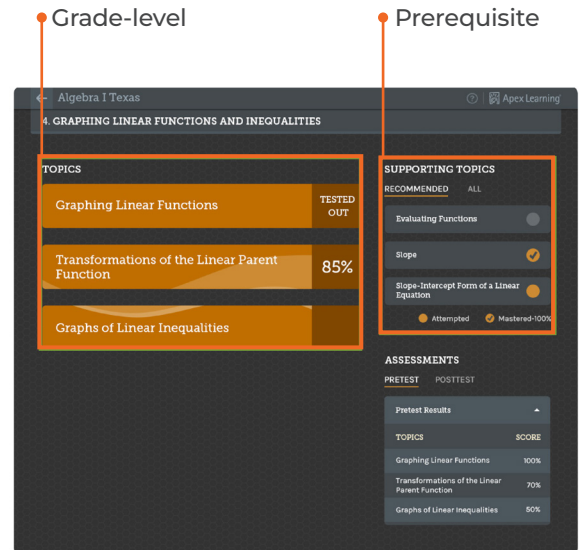 Grade-level
Prerequisite
← Algebra I Texas
? Apex Learning
4. GRAPHING LINEAR FUNCTIONS AND INEQUALITIES
TOPICS
Graphing Linear Functions
TESTED
OUT
Transformations of the Linear Parent
Function
85%
Graphs of Linear Inequalities
SUPPORTING TOPICS
RECOMMENDED ALL
Evaluating Functions
Slope
Slope-Intercept Form of a Linear
Equation
Attempted Mastered-100%
ASSESSMENTS
PRETEST POSTTEST
Pretest Results
TOPICS SCORE
Graphing Linear Functions 100%
Transformations of the Linear
Parent Function
70%
Graphs of Linear Inequalities 50%